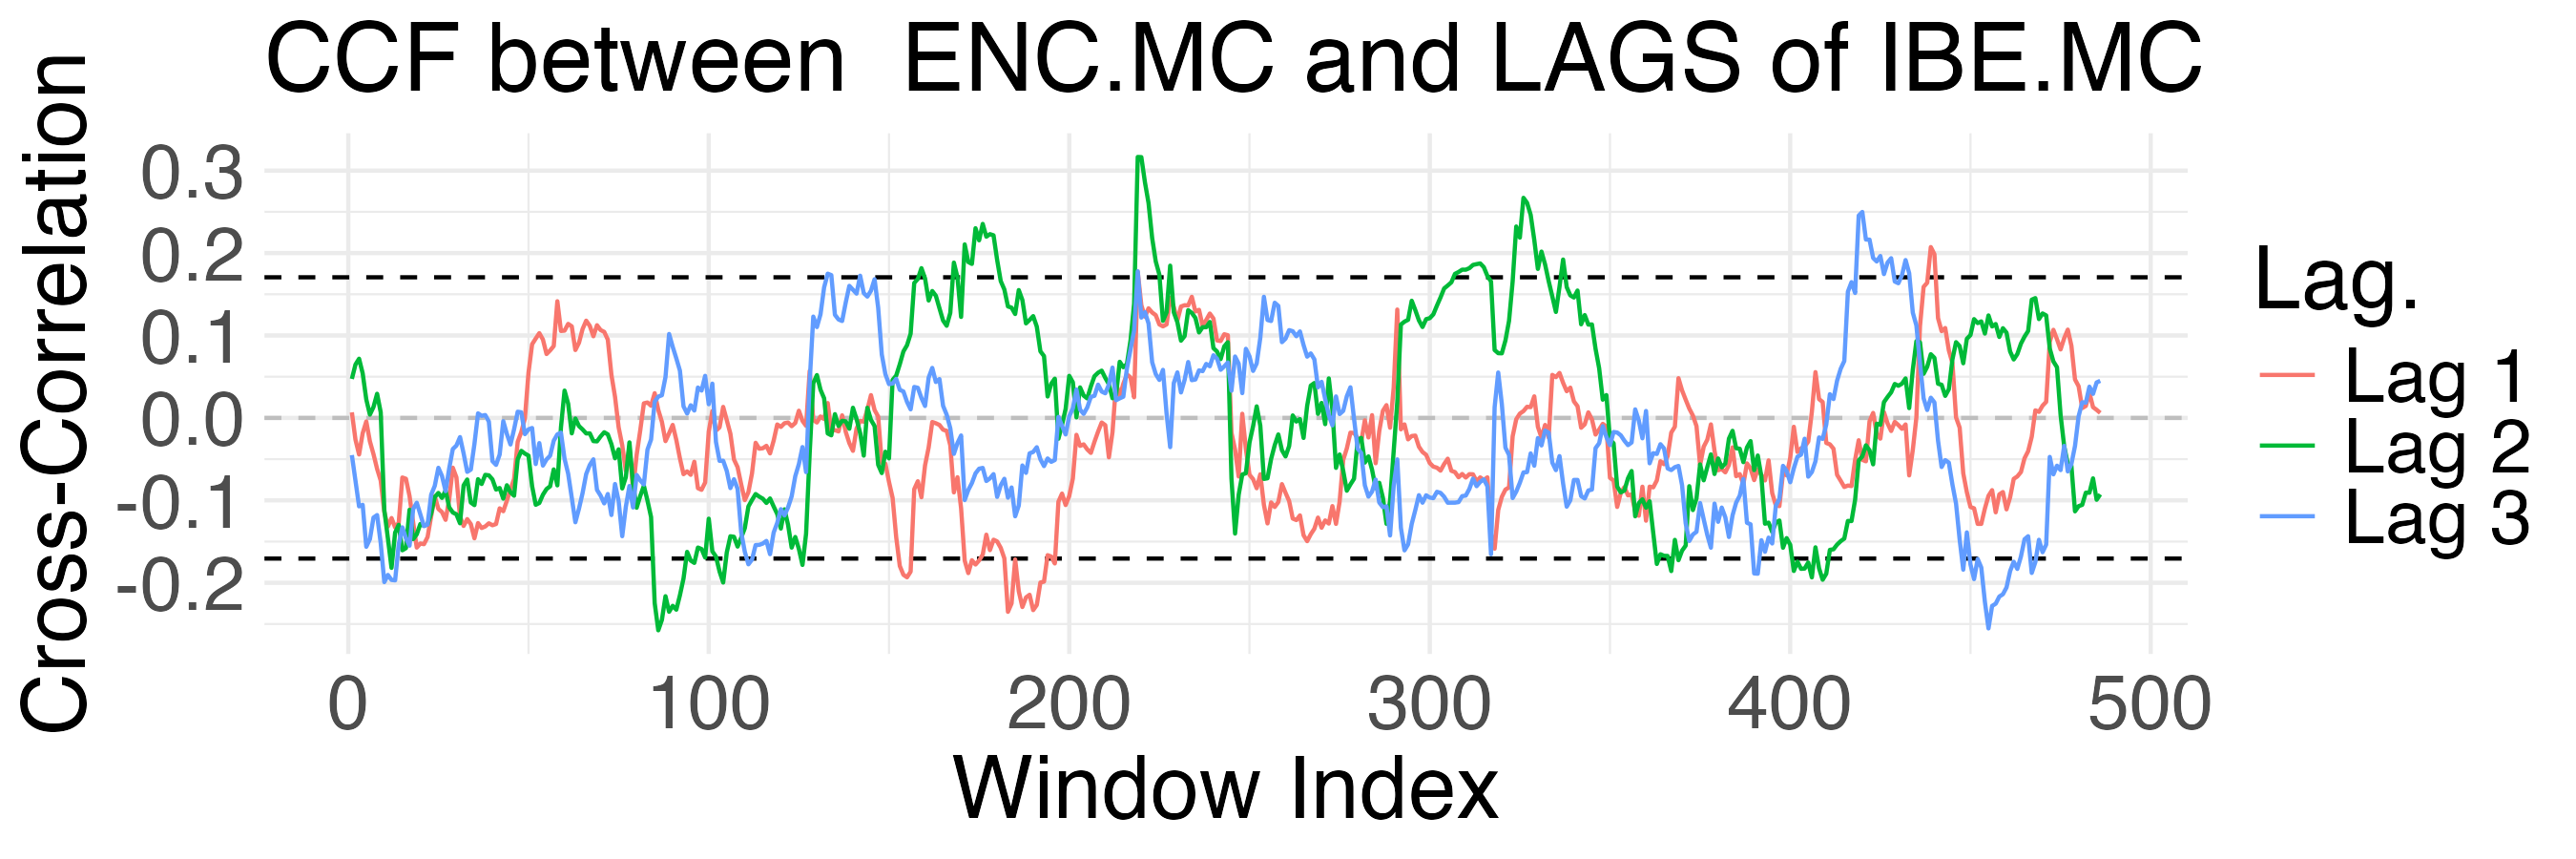 CCF between  ENC.MC and LAGS of IBE.MC
Cross-Correlation
0.3
0.2
0.1
0.0
-0.1
-0.2
0 100 200 300 400 500
Window Index
Lag.
Lag 1
Lag 2
Lag 3